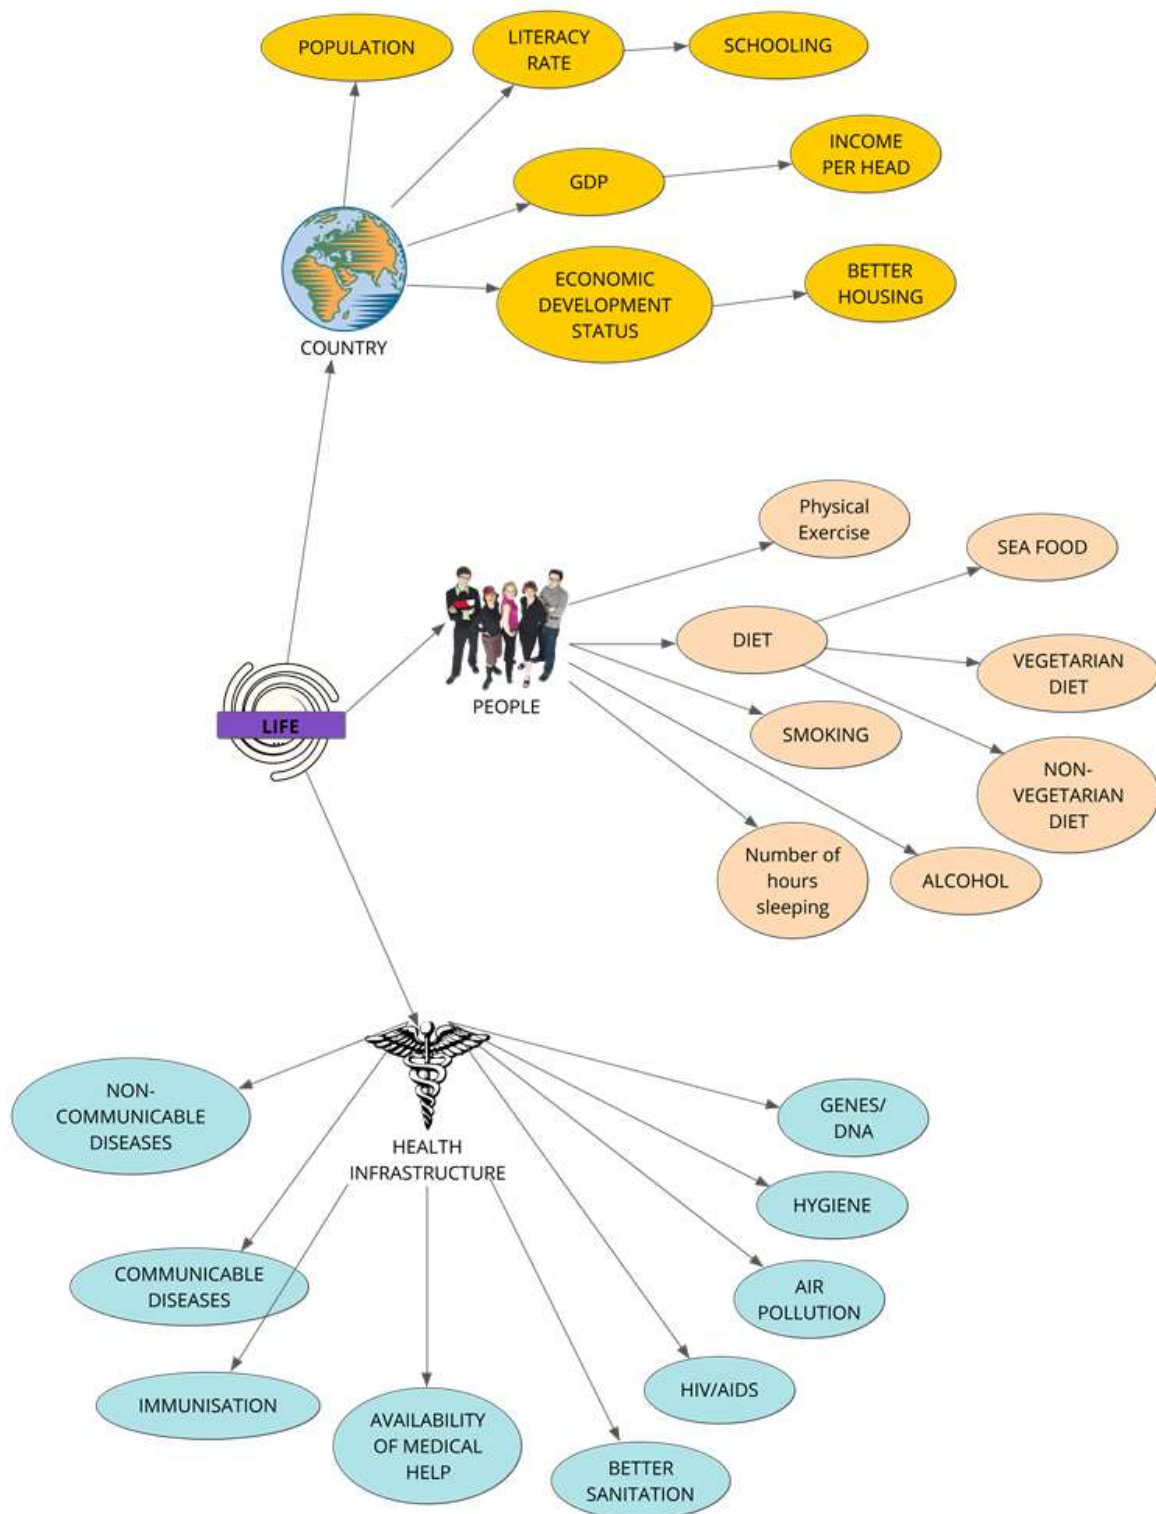 POPULATION
LITERACY
RATE
SCHOOLING
GDP
INCOME
PER HEAD
ECONOMIC
DEVELOPMENT
STATUS
BETTER
HOUSING
COUNTRY
Physical
Exercise
SEA FOOD
DIET
VEGETARIAN
DIET
PEOPLE
LIFE
SMOKING
NON-
VEGETARIAN
DIET
Number of
hours
sleeping
ALCOHOL
NON-
COMMUNICABLE
DISEASES
GENES/
DNA
HEALTH
INFRASTRUCTURE
HYGIENE
COMMUNICABLE
DISEASES
AIR
POLLUTION
IMMUNISATION
HIV/AIDS
AVAILABILITY
OF MEDICAL
HELP
BETTER
SANITATION